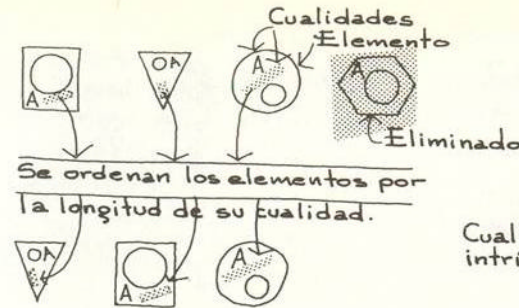 Cualidades
Elemento
A
OA
A
A
Eliminado
Se ordenan los elementos por
la longitud de su cualidad.
OA
A
A
Cual
intrí